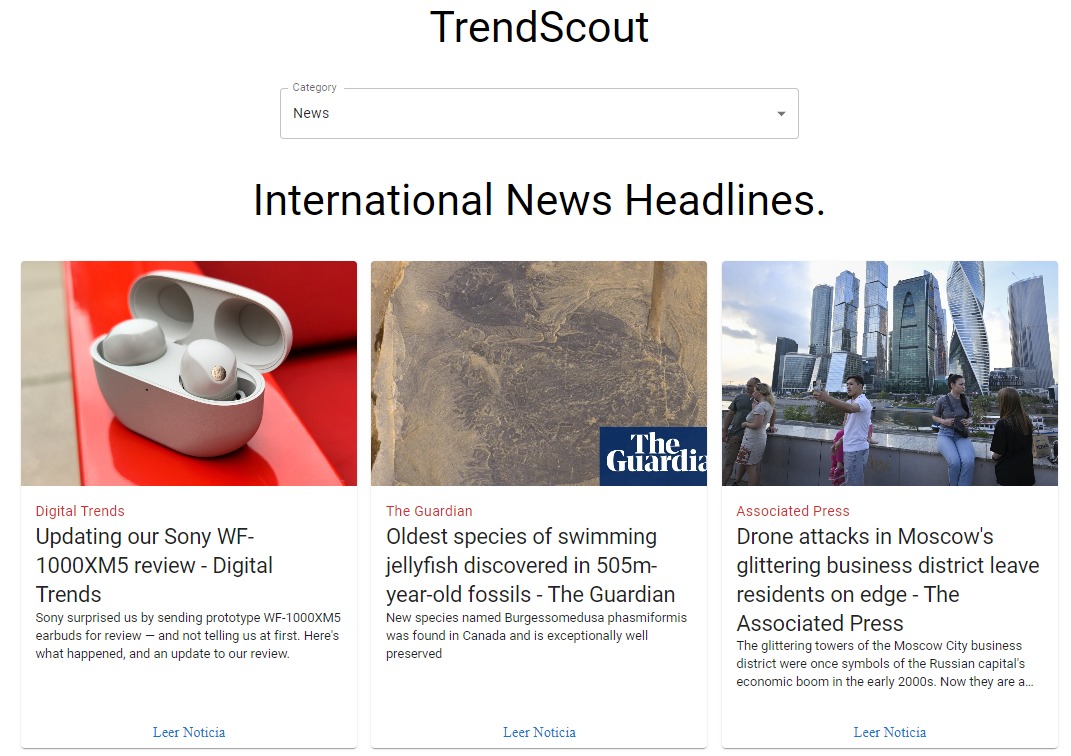 TrendScout
Category
News
International News Headlines.
The
Guardia
Digital Trends
Updating our Sony WF-
1000XM5 review - Digital
Trends
Sony surprised us by sending prototype WF-1000XM5
earbuds for review — and not telling us at first. Here's
what happened, and an update to our review.
Leer Noticia
The Guardian
Oldest species of swimming
jellyfish discovered in 505m-
year-old fossils - The Guardian
New species named Burgessomedusa phasmiformis
was found in Canada and is exceptionally well
preserved
Leer Noticia
Associated Press
Drone attacks in Moscow's
glittering business district leave
residents on edge - The
Associated Press
The glittering towers of the Moscow City business
district were once symbols of the Russian capital's
economic boom in the early 2000s. Now they are a…
Leer Noticia